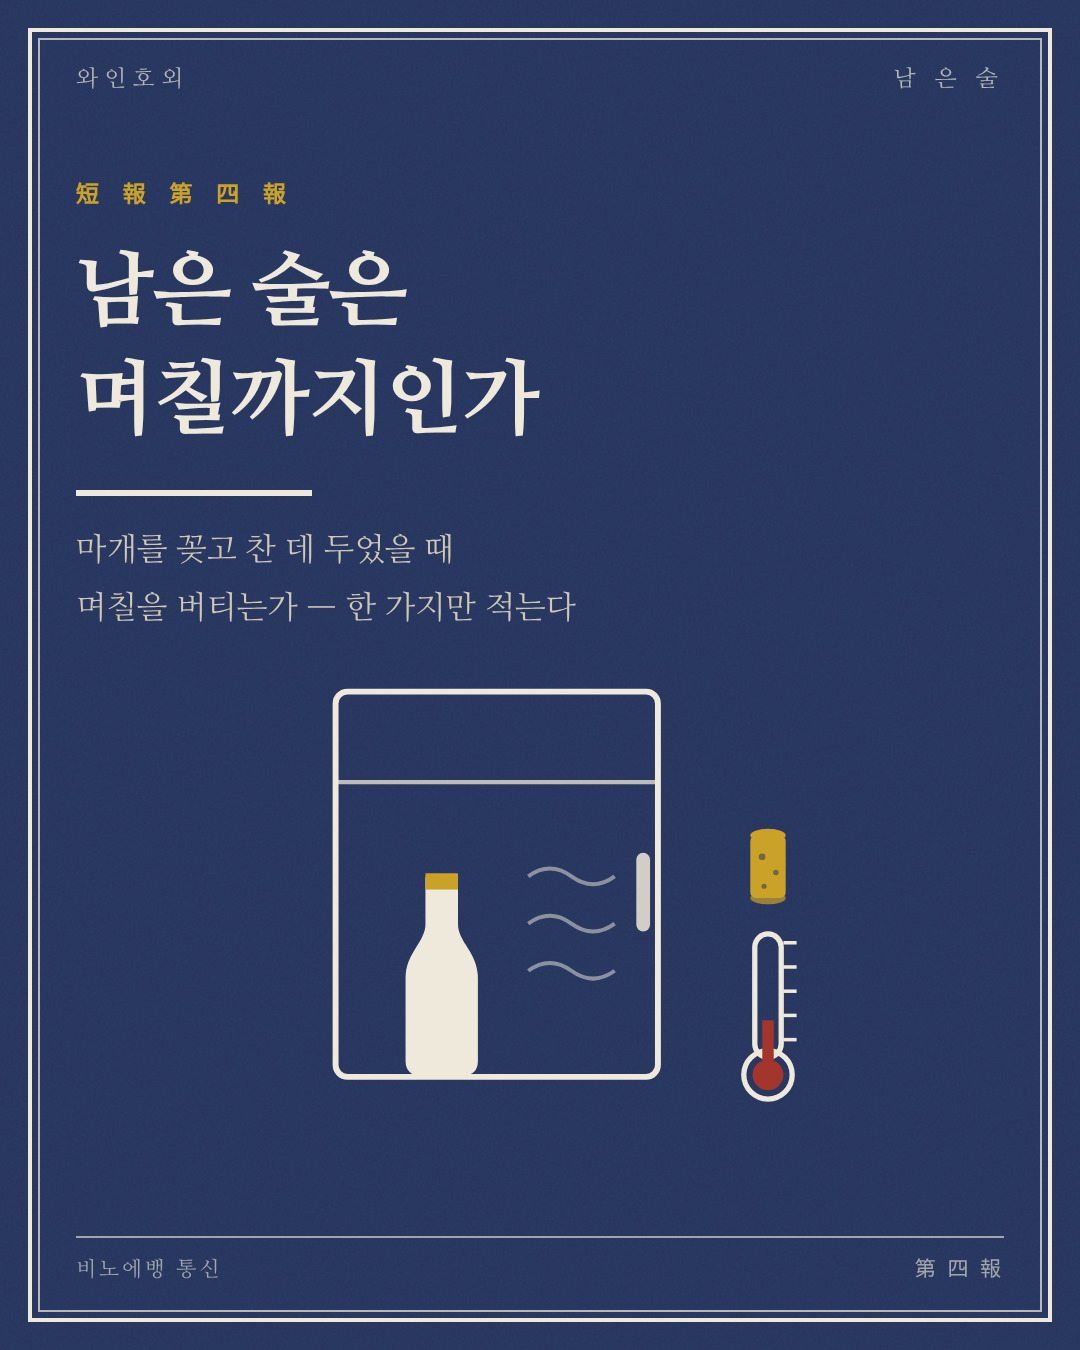 와인호외
남은술
短報第四報
남은 술은
며칠까지인가
마개를 꽂고 찬 데 두었을 때
며칠을 버티는가 — 한 가지만 적는다
비노에뱅 통신
第四報